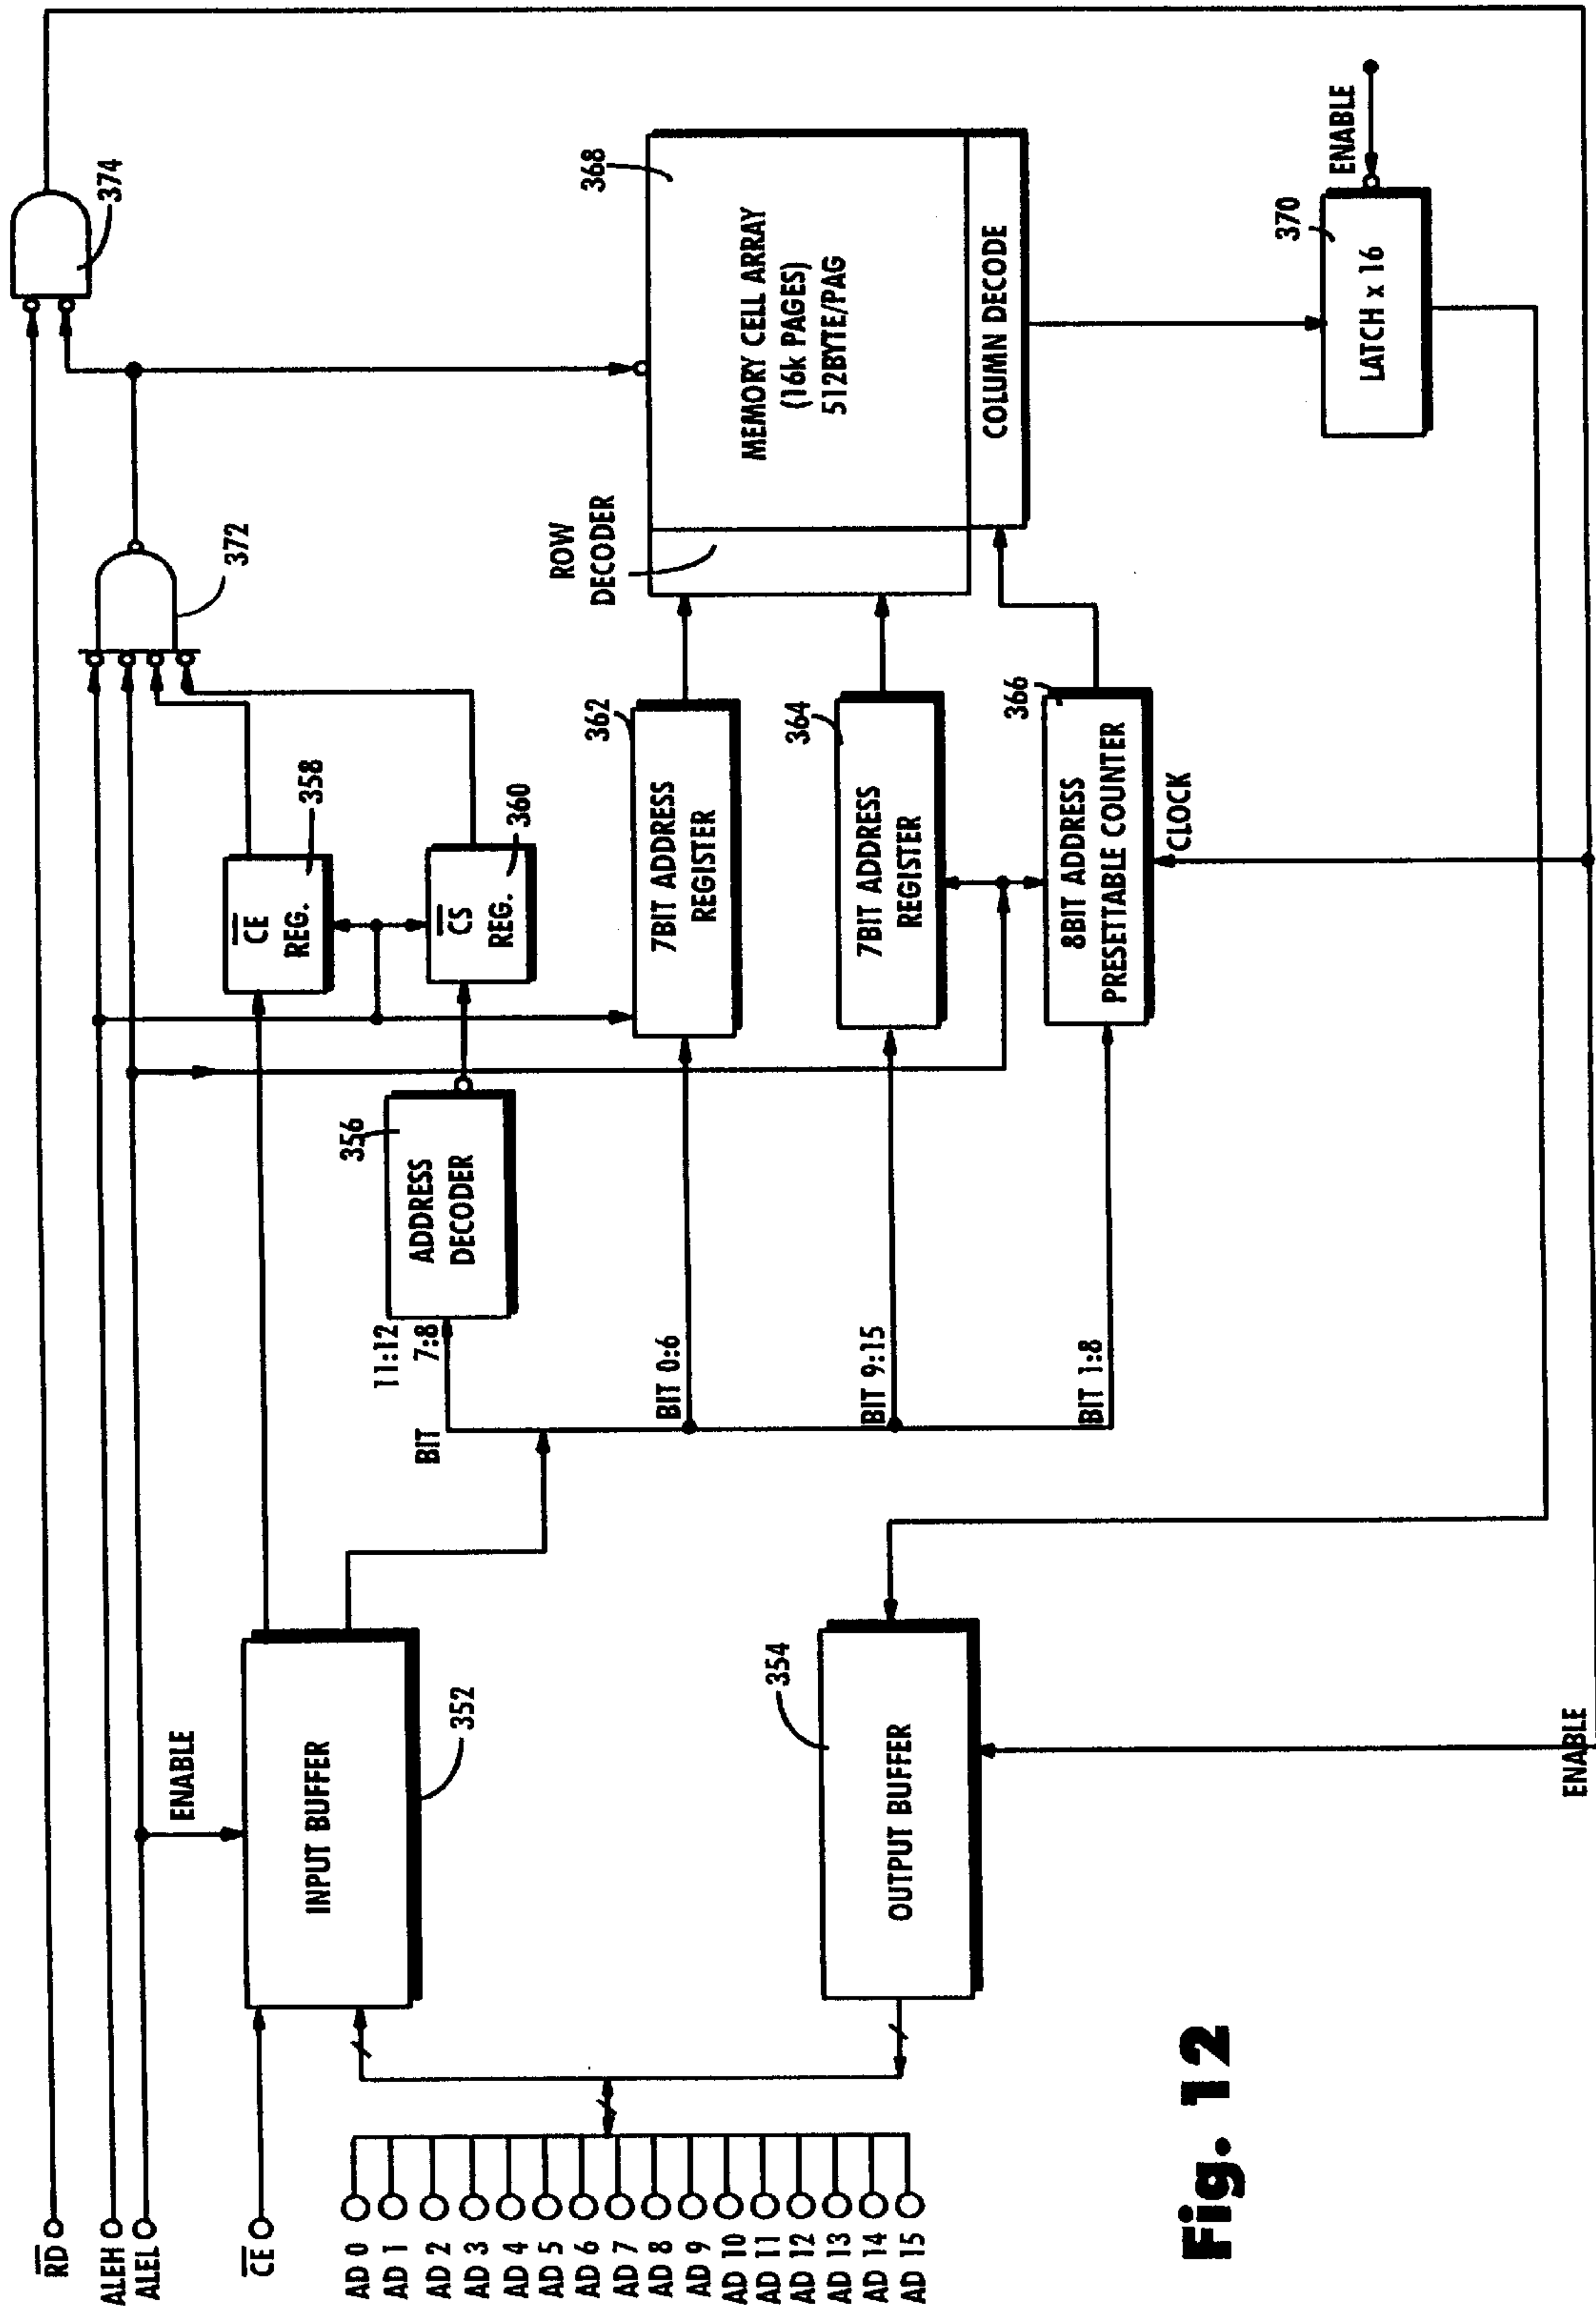 RD
ALEH
ALEL
CE
AD 0
AD 1
AD 2
AD 3
AD 4
AD 5
AD 6
AD 7
AD 8
AD 9
AD 10
AD 11
AD 12
AD 13
AD 14
AD 15
ENABLE
INPUT BUFFER
352
OUTPUT BUFFER
354
ENABLE
BIT
11:12
7:8
BIT 0:6
BIT 9:15
BIT 1:8
ADDRESS
DECODER
356
CE
REG.
358
CS
REG.
360
7BIT ADDRESS
REGISTER
362
7BIT ADDRESS
REGISTER
364
8BIT ADDRESS
PRESETTABLE COUNTER
366
CLOCK
372
374
ROW
DECODER
MEMORY CELL ARRAY
(16k PAGES)
512BYTE/PAG
368
COLUMN DECODE
LATCH x 16
370
ENABLE
Fig. 12